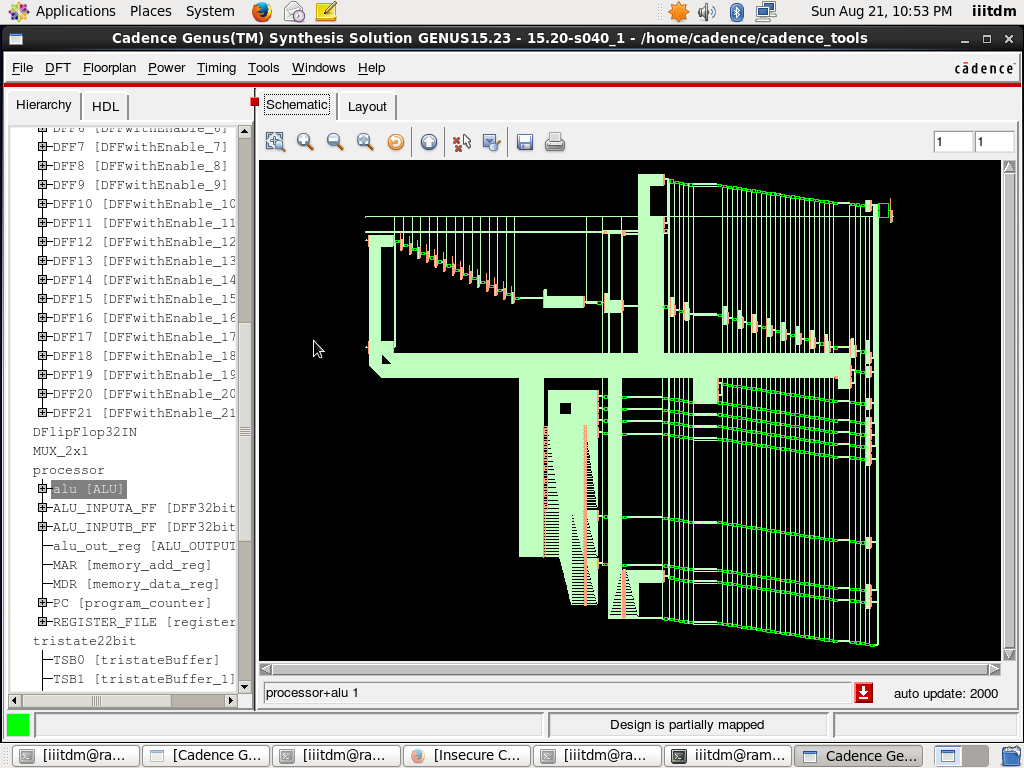 Applications Places System Sun Aug 21, 10:53 PM iiitdm
Cadence Genus(TM) Synthesis Solution GENUS15.23 - 15.20-s040_1 - /home/cadence/cadence_tools
File DFT Floorplan Power Timing Tools Windows Help cādence
Hierarchy HDL
Schematic Layout
1 1
DFF6 [DFFwithEnable_6]
DFF7 [DFFwithEnable_7]
DFF8 [DFFwithEnable_8]
DFF9 [DFFwithEnable_9]
DFF10 [DFFwithEnable_10
DFF11 [DFFwithEnable_11
DFF12 [DFFwithEnable_12
DFF13 [DFFwithEnable_13
DFF14 [DFFwithEnable_14
DFF15 [DFFwithEnable_15
DFF16 [DFFwithEnable_16
DFF17 [DFFwithEnable_17
DFF18 [DFFwithEnable_18
DFF19 [DFFwithEnable_19
DFF20 [DFFwithEnable_20
DFF21 [DFFwithEnable_21
DFlipFlop32IN
MUX_2x1
processor
alu [ALU]
ALU_INPUTA_FF [DFF32bit
ALU_INPUTB_FF [DFF32bit
alu_out_reg [ALU_OUTPUT
MAR [memory_add_reg]
MDR [memory_data_reg]
PC [program_counter]
REGISTER_FILE [register
tristate22bit
TSB0 [tristateBuffer]
TSB1 [tristateBuffer_1]
processor+alu 1 auto update: 2000
Design is partially mapped
[iiitdm@ra... [Cadence G... [iiitdm@ra... [Insecure C... [iiitdm@ra... iiitdm@ram... Cadence Ge...